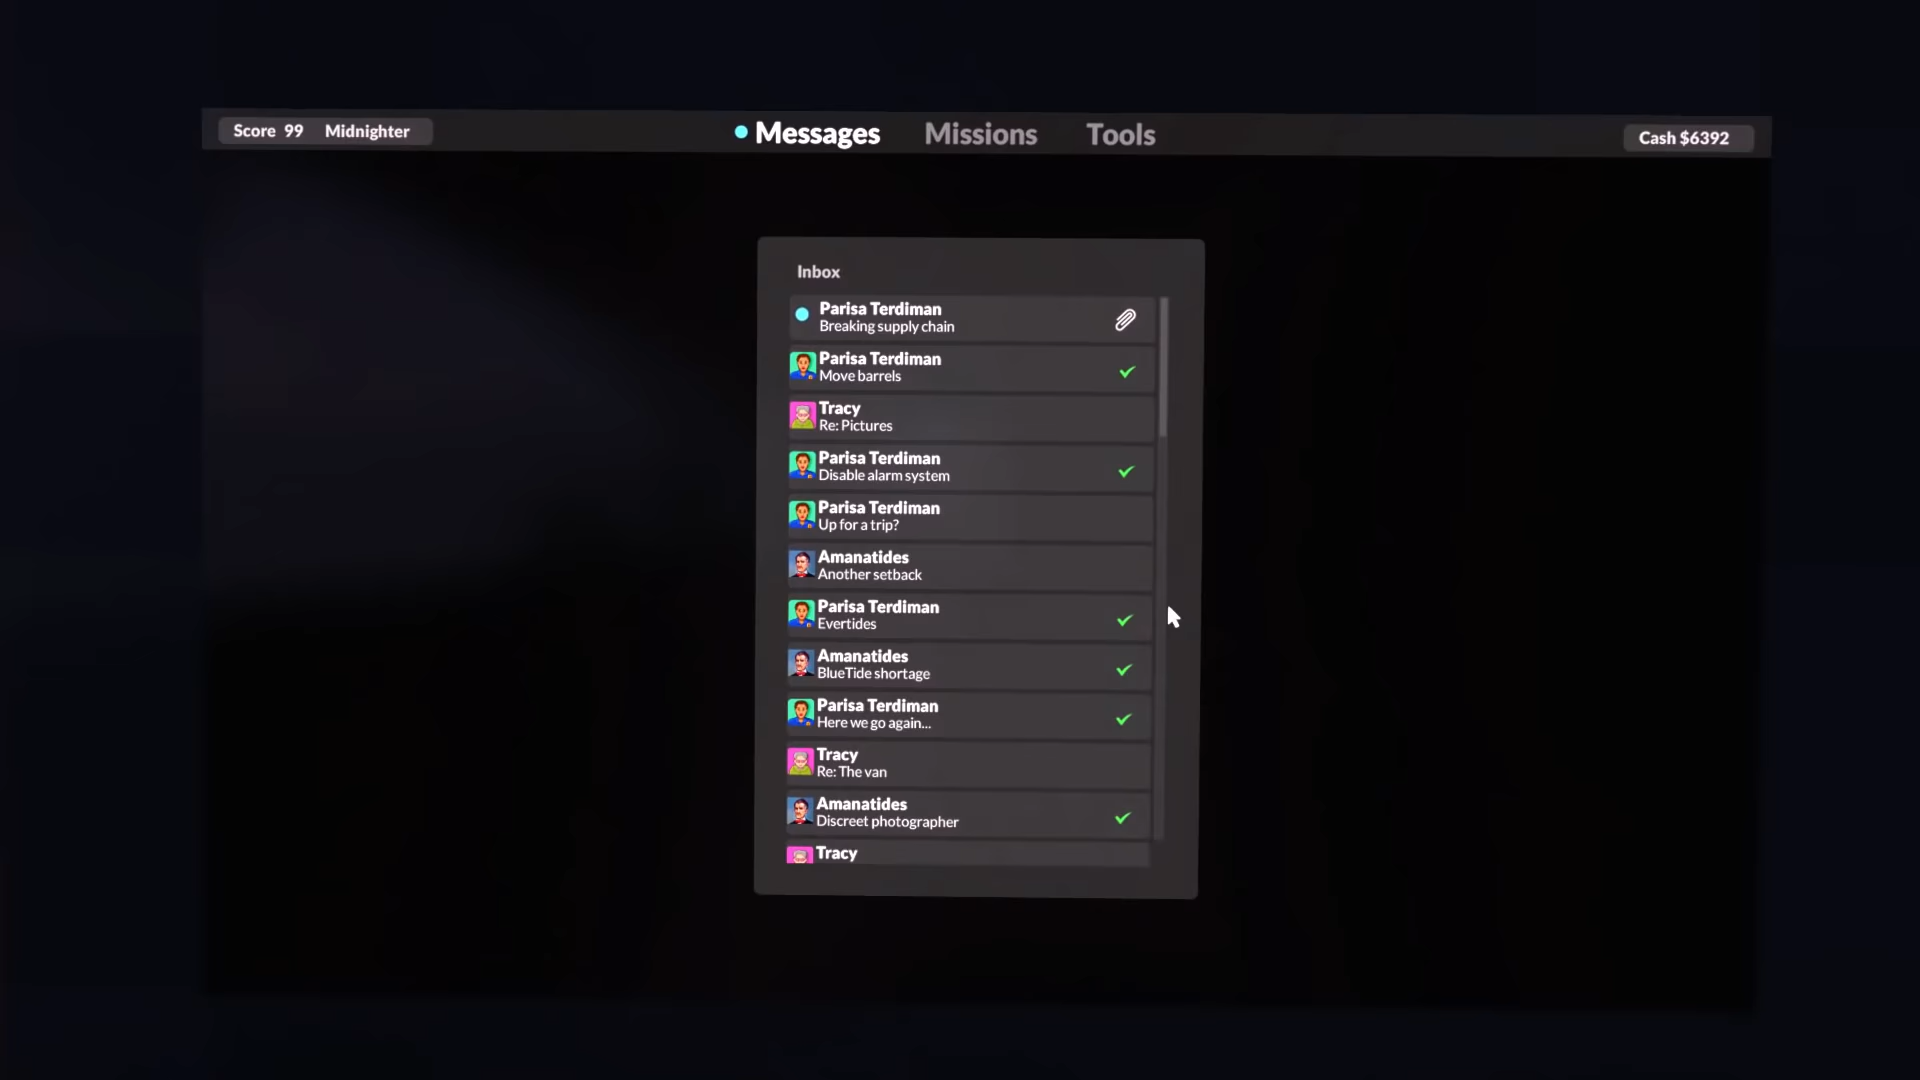 Score 99 Midnighter
Messages Missions Tools
Cash $6392
Inbox
Parisa Terdiman
Breaking supply chain
Parisa Terdiman
Move barrels
Tracy
Re: Pictures
Parisa Terdiman
Disable alarm system
Parisa Terdiman
Up for a trip?
Amanatides
Another setback
Parisa Terdiman
Evertides
Amanatides
BlueTide shortage
Parisa Terdiman
Here we go again...
Tracy
Re: The van
Amanatides
Discreet photographer
Tracy